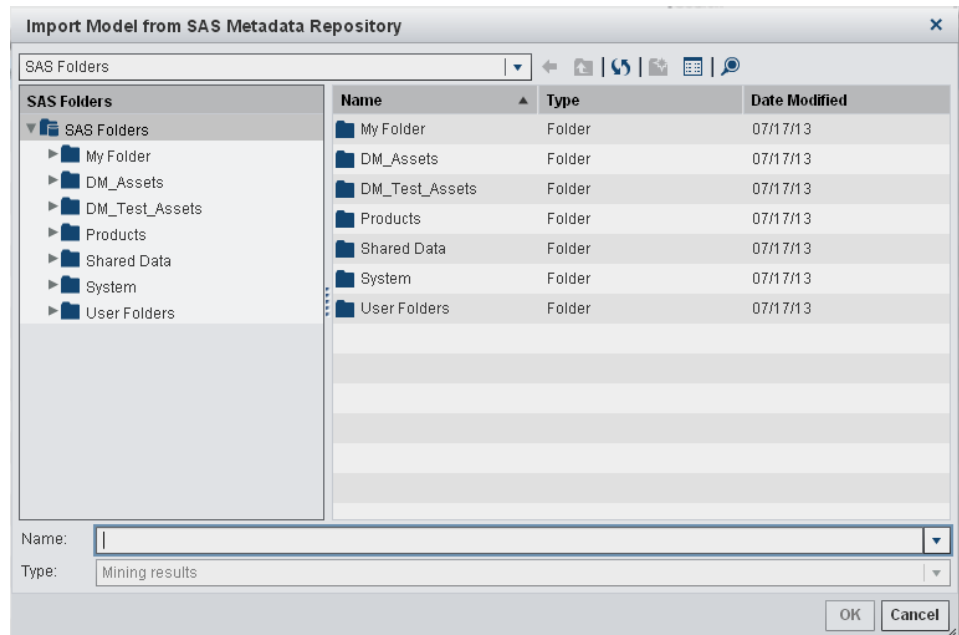 Import Model from SAS Metadata Repository
SAS Folders
SAS Folders
SAS Folders
My Folder
DM_Assets
DM_Test_Assets
Products
Shared Data
System
User Folders
Name Type Date Modified
My Folder Folder 07/17/13
DM_Assets Folder 07/17/13
DM_Test_Assets Folder 07/17/13
Products Folder 07/17/13
Shared Data Folder 07/17/13
System Folder 07/17/13
User Folders Folder 07/17/13
Name:
Type: Mining results
OK Cancel